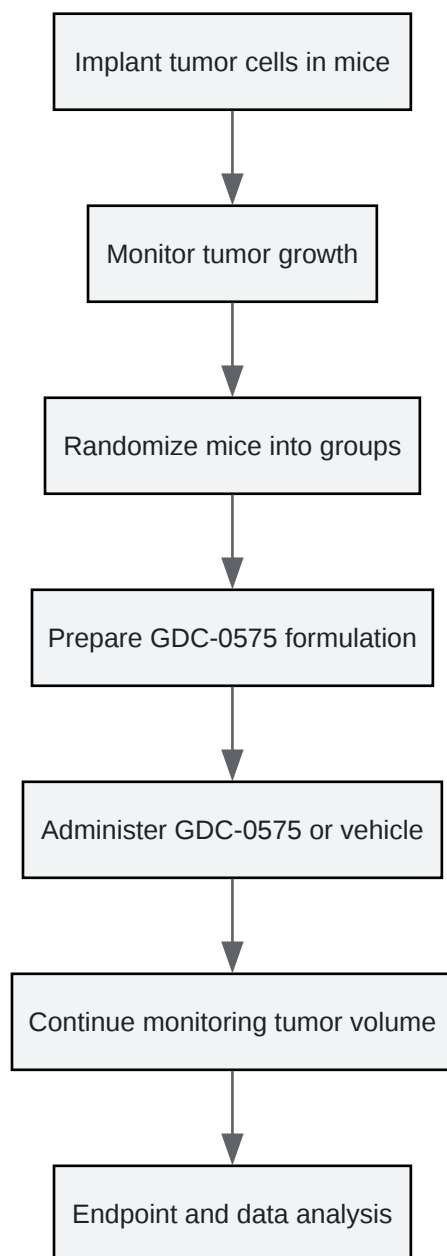 Implant tumor cells in mice
Monitor tumor growth
Randomize mice into groups
Prepare GDC-0575 formulation
Administer GDC-0575 or vehicle
Continue monitoring tumor volume
Endpoint and data analysis